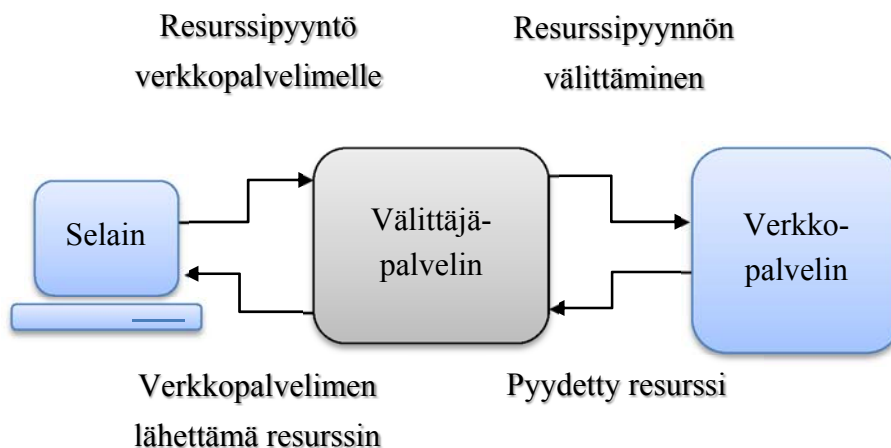 Resurssipyyntö
verkkopalvelimelle
Resurssipyynnön
välittäminen
Selain
Välittäjä-
palvelin
Verkko-
palvelin
Verkkopalvelimen
lähettämä resurssin
Pyydetty resurssi